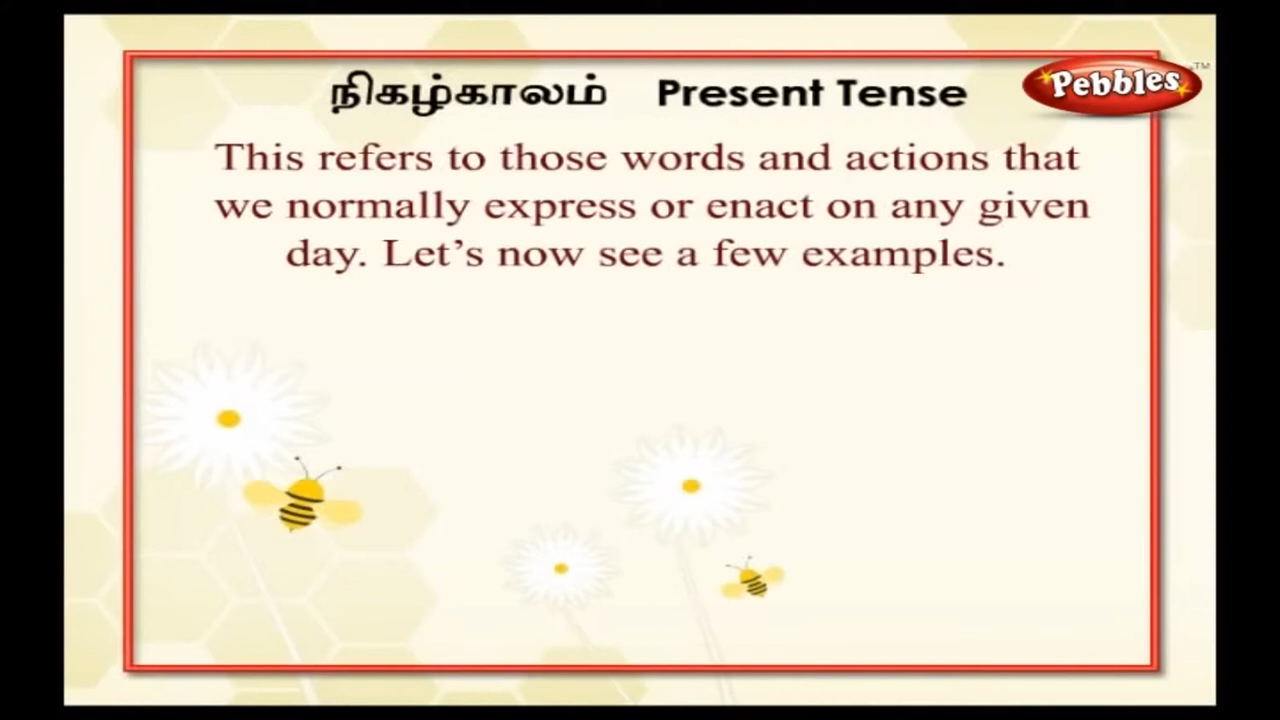 நிகழ்காலம் Present Tense
Pebbles™
This refers to those words and actions that
we normally express or enact on any given
day. Let’s now see a few examples.